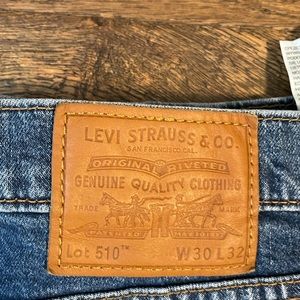 LEVI STRAUSS & CO.
SAN FRANCISCO, CAL.
ORIGINAL RIVETED
GENUINE QUALITY CLOTHING
TRADE MARK
Lot 510™ W 30 L 32